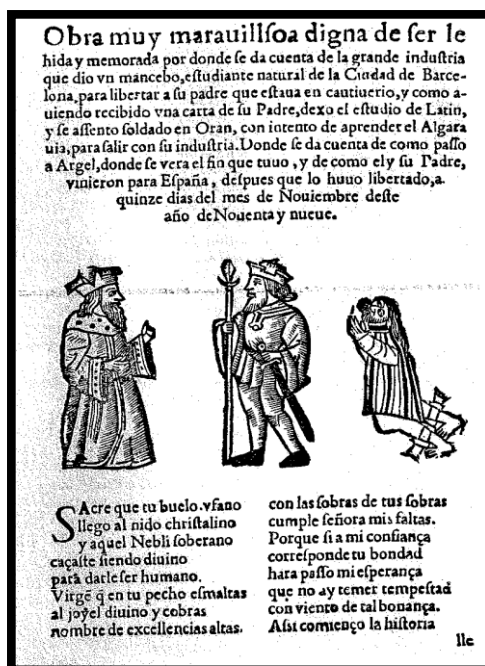 Obra muy marauillſoa digna de ſer le
hida y memorada por donde ſe da cuenta de la grande induſtria
que dio vn mancebo,eſtudiante natural de la Ciudad de Barce-
lona,para libertar a ſu padre que eſtaua en cautiuerio,y como a-
uiendo recibido vna carta de ſu Padre,dexo el eſtudio de Latin,
y ſe aſſento ſoldado en Oran, con intento de aprender el Algara
uia,para ſalir con ſu induſtria.Donde ſe da cuenta de como paſſo
a Argel,donde ſe vera el fin que tuuo,y de como el y ſu Padre,
vinieron para Eſpaña, deſpues que lo huuo libertado,a.
quinze dias del mes de Nouiembre deſte
año de Nouenta y nueue.
SAcre que tu buelo.vfano
llego al nido chriſtalino
y aquel Nebli ſoberano
caçaſte ſiendo diuino
para darle ſer humano.
Virgē q̄ en tu pecho eſmaltas
al joyel diuino y cobras
nombre de excellencias altas.
con las ſobras de tus ſobras
cumple ſeñora mis faltas.
Porque ſi a mi confiança
correſponde tu bondad
hara paſſo mi eſperança
que no ay temer tempeſtad
con viento de tal bonança.
Aſsi comienço la hiſtoria
lle